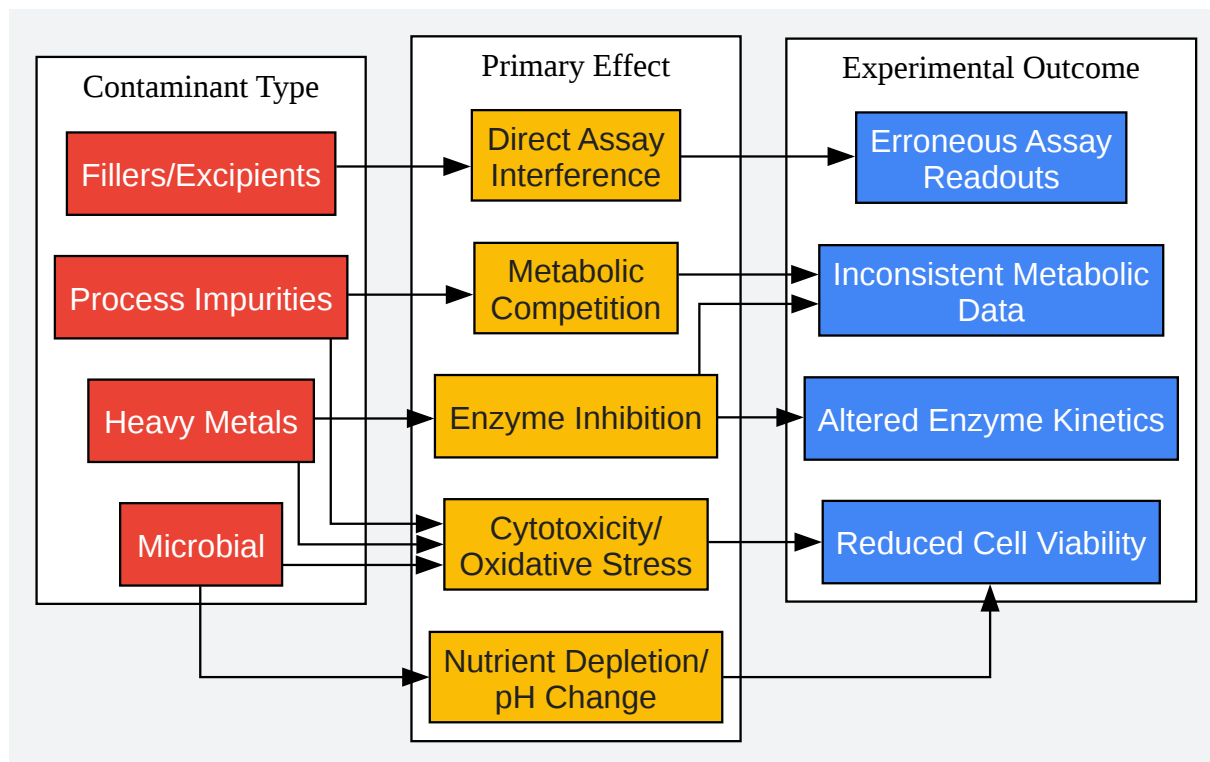 Contaminant Type
Fillers/Excipients
Process Impurities
Heavy Metals
Microbial
Primary Effect
Direct Assay
Interference
Metabolic
Competition
Enzyme Inhibition
Cytotoxicity/
Oxidative Stress
Nutrient Depletion/
pH Change
Experimental Outcome
Erroneous Assay
Readouts
Inconsistent Metabolic
Data
Altered Enzyme Kinetics
Reduced Cell Viability